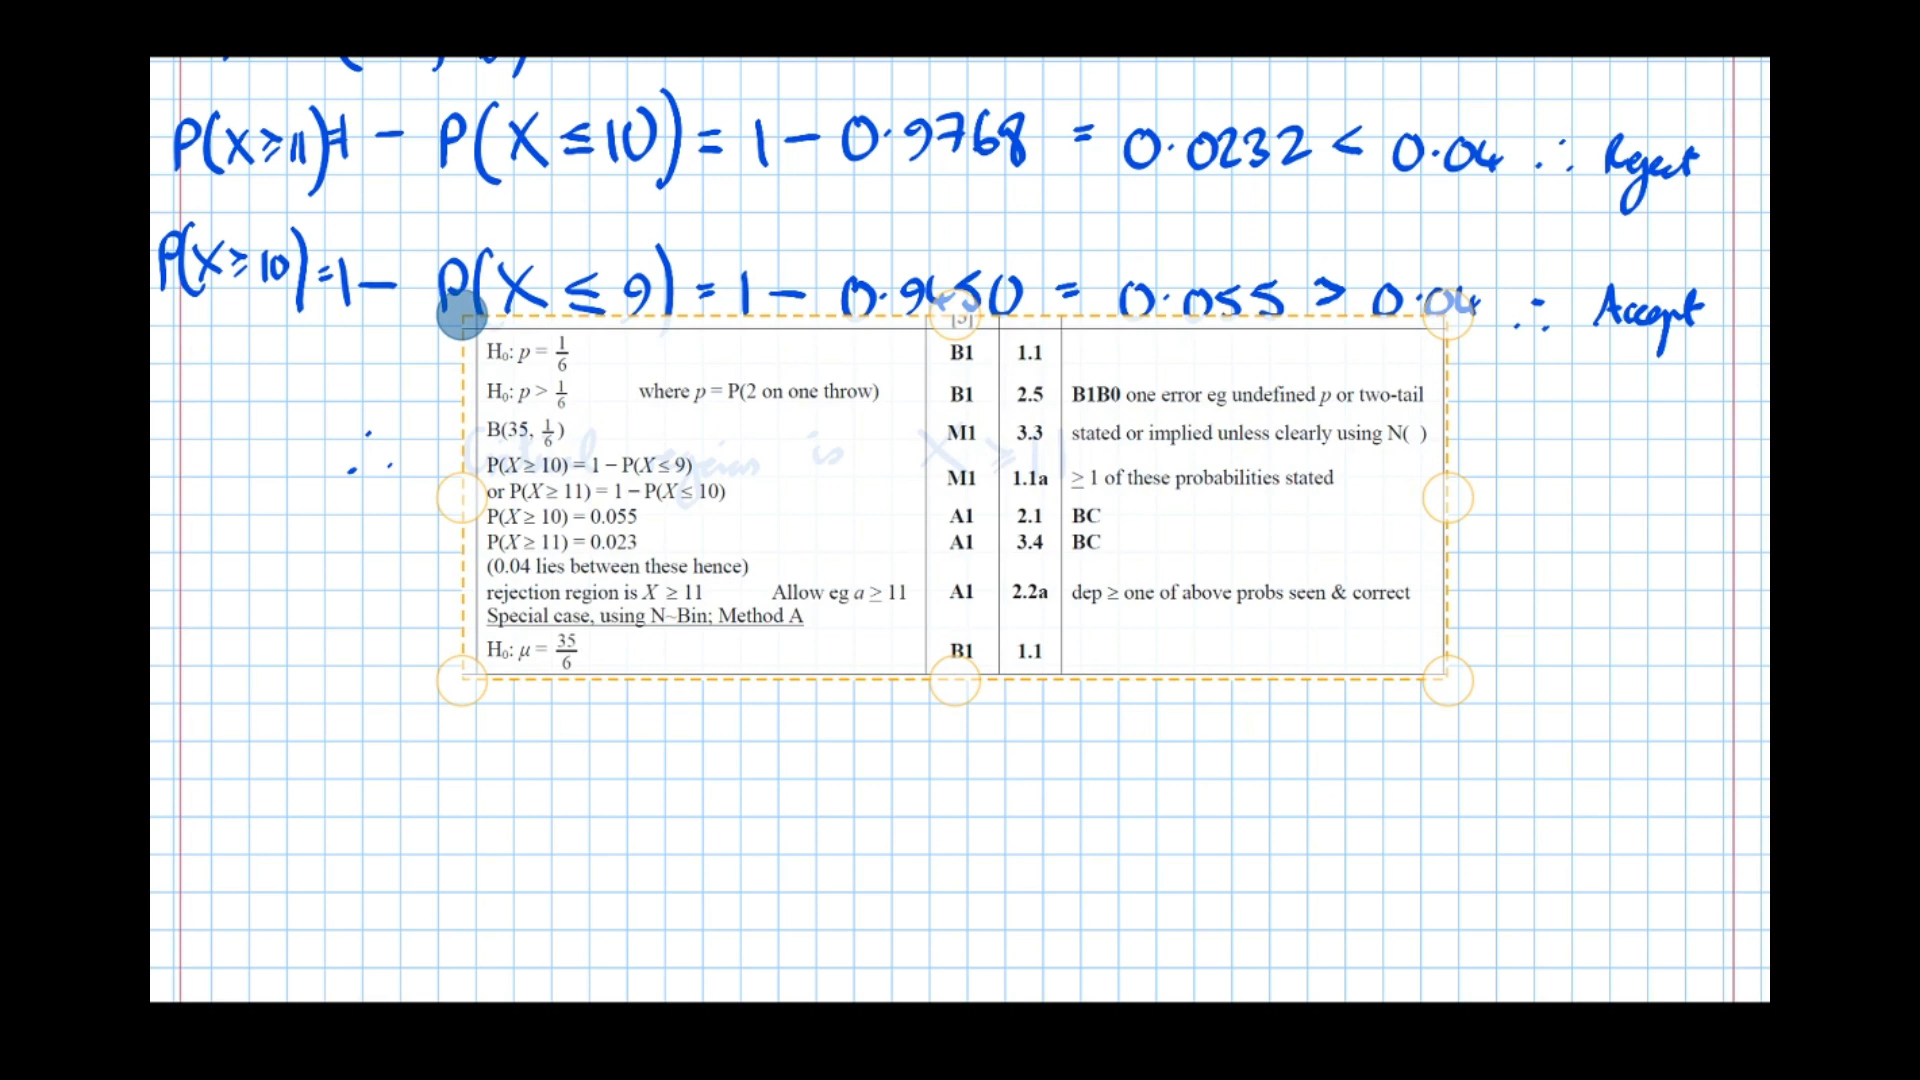 P(X≥11)=1 - P(X≤10) = 1 - 0.9768 = 0.0232 < 0.04 ∴ Reject
P(X≥10)=1 - P(X≤9) = 1 - 0.9450 = 0.055 > 0.04 ∴ Accept
H₀: p = 1/6 B1 1.1
H₀: p > 1/6 where p = P(2 on one throw) B1 2.5 B1B0 one error eg undefined p or two-tail
B(35, 1/6) M1 3.3 stated or implied unless clearly using N( )
∴ Critical region is X ≥ 11
P(X ≥ 10) = 1 − P(X ≤ 9)
or P(X ≥ 11) = 1 − P(X ≤ 10) M1 1.1a ≥ 1 of these probabilities stated
P(X ≥ 10) = 0.055 A1 2.1 BC
P(X ≥ 11) = 0.023 A1 3.4 BC
(0.04 lies between these hence)
rejection region is X ≥ 11 Allow eg a ≥ 11 A1 2.2a dep ≥ one of above probs seen & correct
Special case, using N~Bin; Method A
H₀: μ = 35/6 B1 1.1